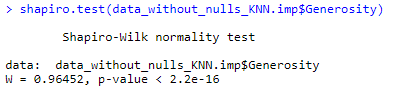 > shapiro.test(data_without_nulls_KNN.imp$Generosity)
Shapiro-Wilk normality test
data:  data_without_nulls_KNN.imp$Generosity
W = 0.96452, p-value < 2.2e-16